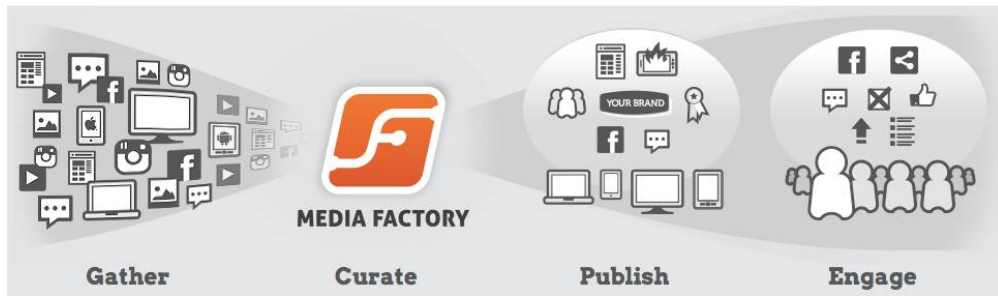 YOUR BRAND
MEDIA FACTORY
Gather
Curate
Publish
Engage